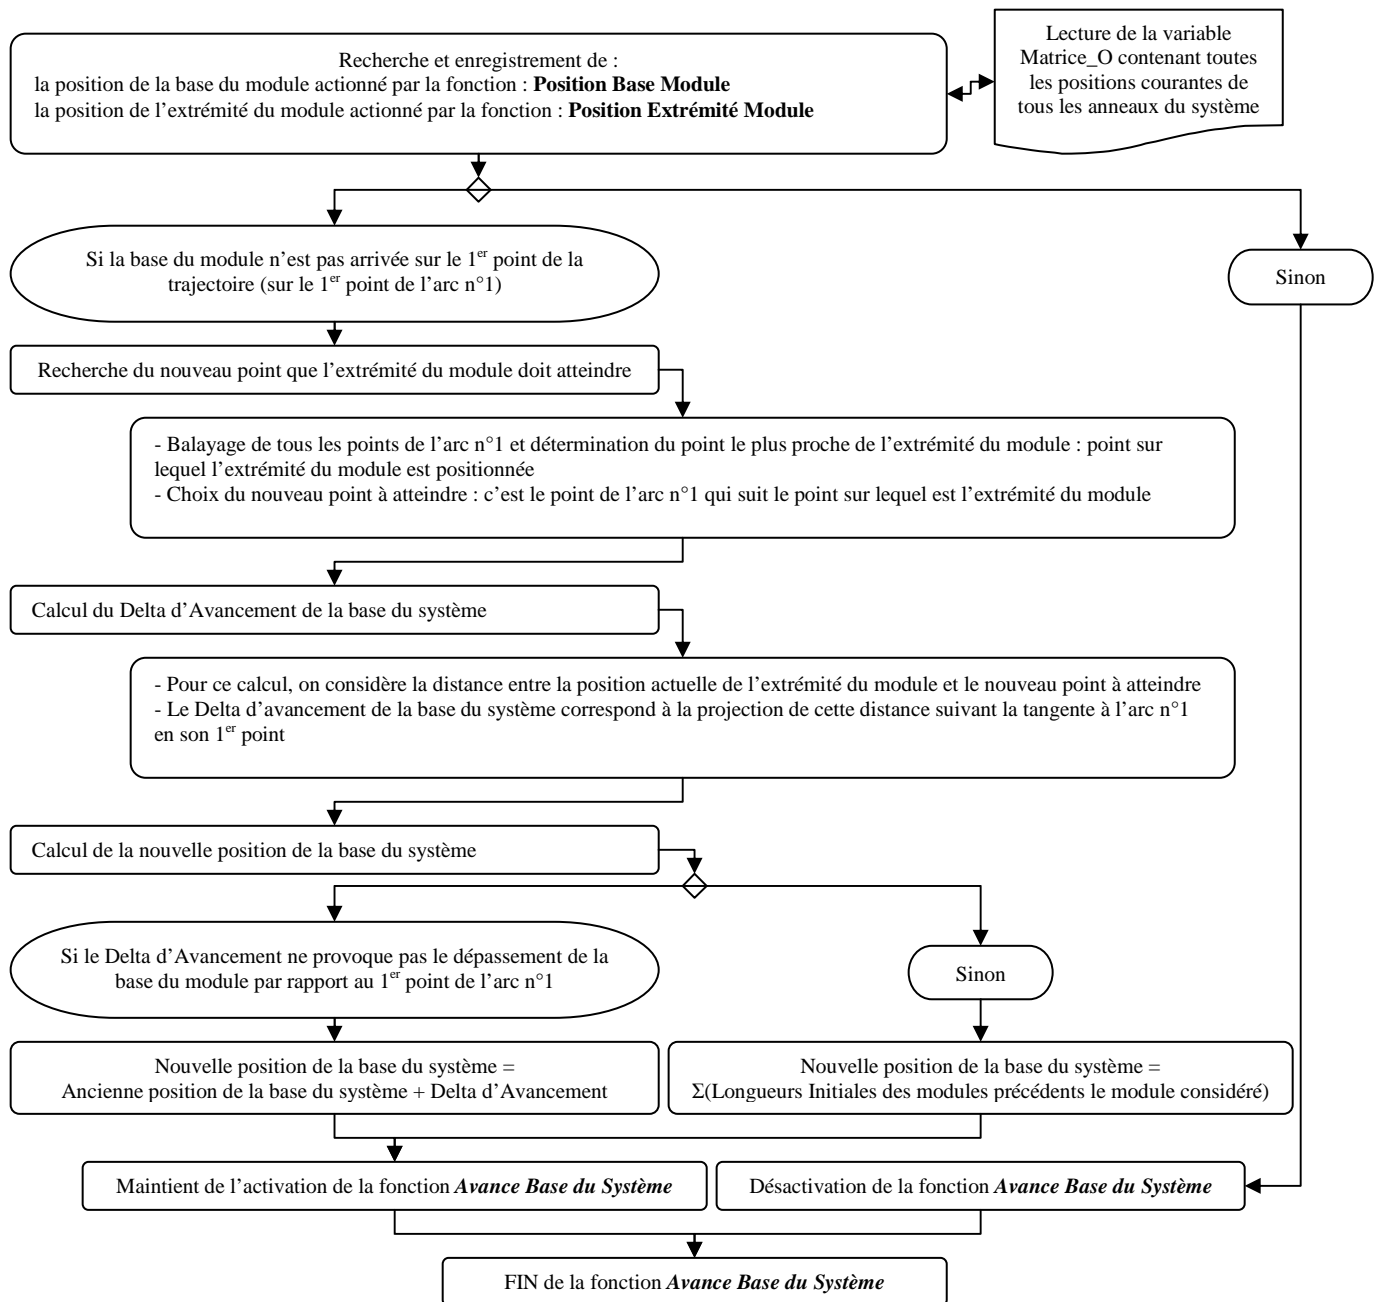 Recherche et enregistrement de :
la position de la base du module actionné par la fonction : Position Base Module
la position de l'extrémité du module actionné par la fonction : Position Extrémité Module
Lecture de la variable
Matrice_O contenant toutes
les positions courantes de
tous les anneaux du système
Si la base du module n'est pas arrivée sur le 1er point de la
trajectoire (sur le 1er point de l'arc n°1)
Sinon
Recherche du nouveau point que l'extrémité du module doit atteindre
- Balayage de tous les points de l'arc n°1 et détermination du point le plus proche de l'extrémité du module : point sur
lequel l'extrémité du module est positionnée
- Choix du nouveau point à atteindre : c'est le point de l'arc n°1 qui suit le point sur lequel est l'extrémité du module
Calcul du Delta d'Avancement de la base du système
- Pour ce calcul, on considère la distance entre la position actuelle de l'extrémité du module et le nouveau point à atteindre
- Le Delta d'avancement de la base du système correspond à la projection de cette distance suivant la tangente à l'arc n°1
en son 1er point
Calcul de la nouvelle position de la base du système
Si le Delta d'Avancement ne provoque pas le dépassement de la
base du module par rapport au 1er point de l'arc n°1
Sinon
Nouvelle position de la base du système =
Ancienne position de la base du système + Delta d'Avancement
Nouvelle position de la base du système =
Σ(Longueurs Initiales des modules précédents le module considéré)
Maintient de l'activation de la fonction Avance Base du Système
Désactivation de la fonction Avance Base du Système
FIN de la fonction Avance Base du Système